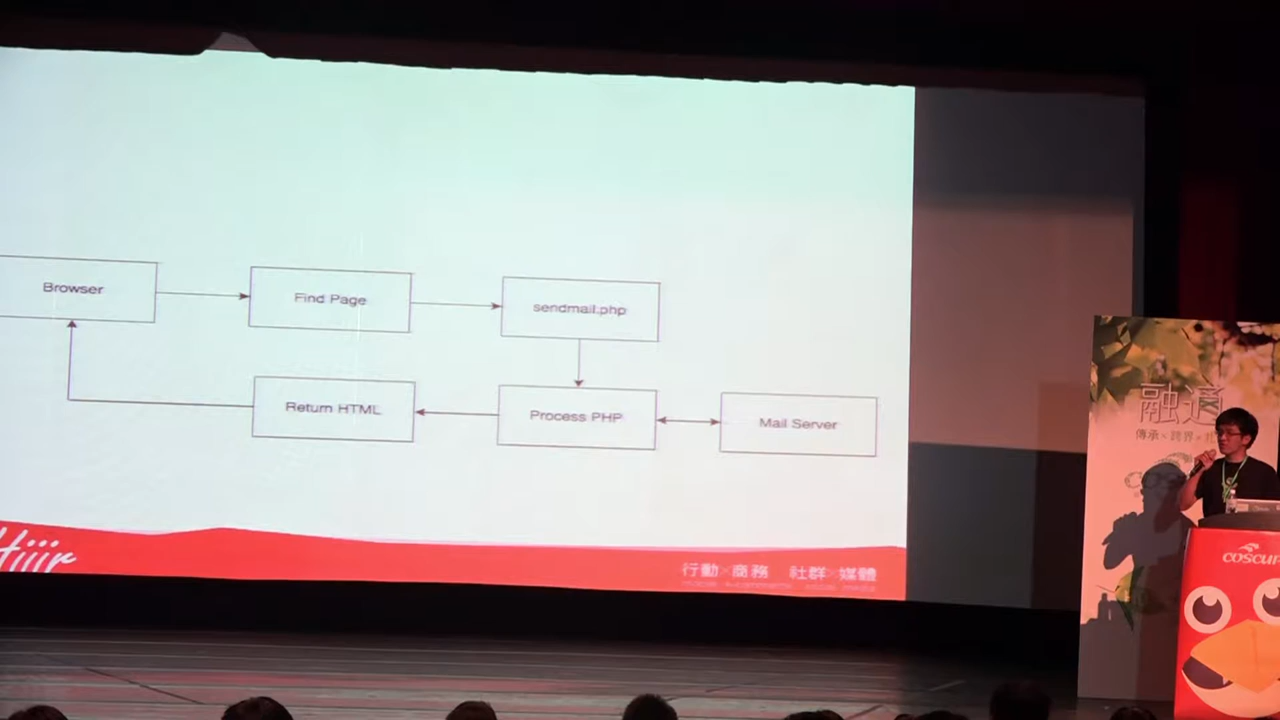 Browser
Find Page
sendmail.php
Return HTML
Process PHP
Mail Server
Hiiir
行動×商務 社群×媒體
融通
傳承×跨界×
COSCUP